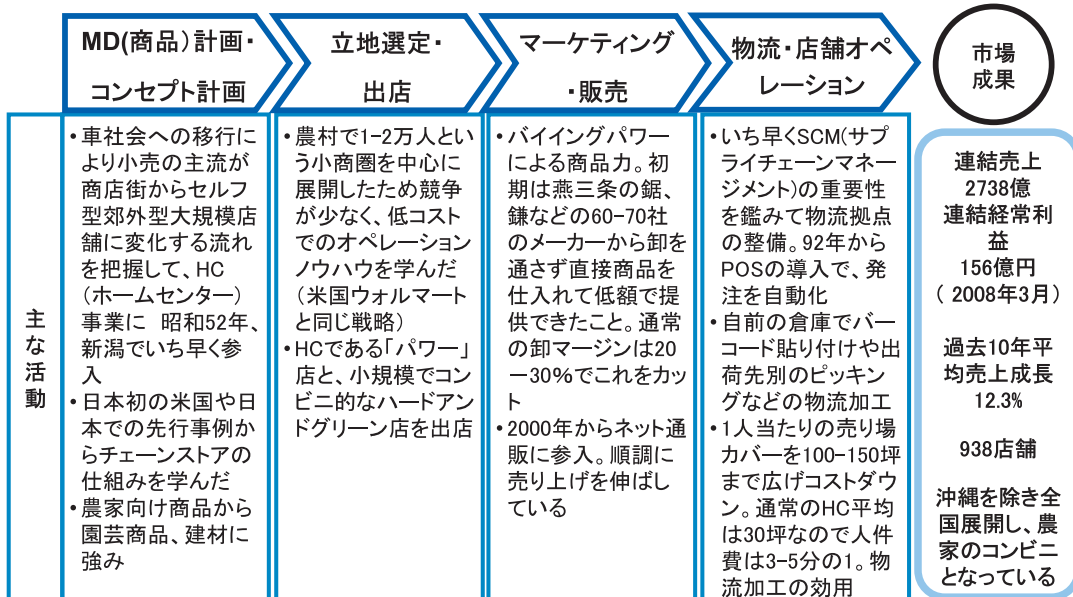 MD(商品)計画・
コンセプト計画
立地選定・
出店
マーケティング
・販売
物流・店舗オペ
レーション
市場
成果
主な活動
・車社会への移行に
より小売の主流が
商店街からセルフ
型郊外型大規模店
舗に変化する流れ
を把握して、HC
(ホームセンター)
事業に 昭和52年、
新潟でいち早く参
入
・日本初の米国や日
本での先行事例か
らチェーンストアの
仕組みを学んだ
・農家向け商品から
園芸商品、建材に
強み
・農村で1-2万人とい
う小商圏を中心に
展開したため競争
が少なく、低コスト
でのオペレーション
ノウハウを学んだ
(米国ウォルマート
と同じ戦略)
・HCである「パワー」
店と、小規模でコン
ビニ的なハードアン
ドグリーン店を出店
・バイイングパワー
による商品力。初
期は燕三条の鋸、
鎌などの60-70社
のメーカーから卸を
通さず直接商品を
仕入れて低額で提
供できたこと。通常
の卸マージンは20
-30%でこれをカッ
ト
・2000年からネット通
販に参入。順調に
売り上げを伸ばし
ている
・いち早くSCM(サプ
ライチェーンマネー
ジメント)の重要性
を鑑みて物流拠点
の整備。92年から
POSの導入で、発
注を自動化
・自前の倉庫でバー
コード貼り付けや出
荷先別のピッキン
グなどの物流加工
・1人当たりの売り場
カバーを100-150坪
まで広げコストダウ
ン。通常のHC平均
は30坪なので人件
費は3-5分の1。物
流加工の効用
連結売上
2738億
連結経常利
益
156億円
( 2008年3月)
過去10年平
均売上成長
12.3%
938店舗
沖縄を除き全
国展開し、農
家のコンビニ
となっている